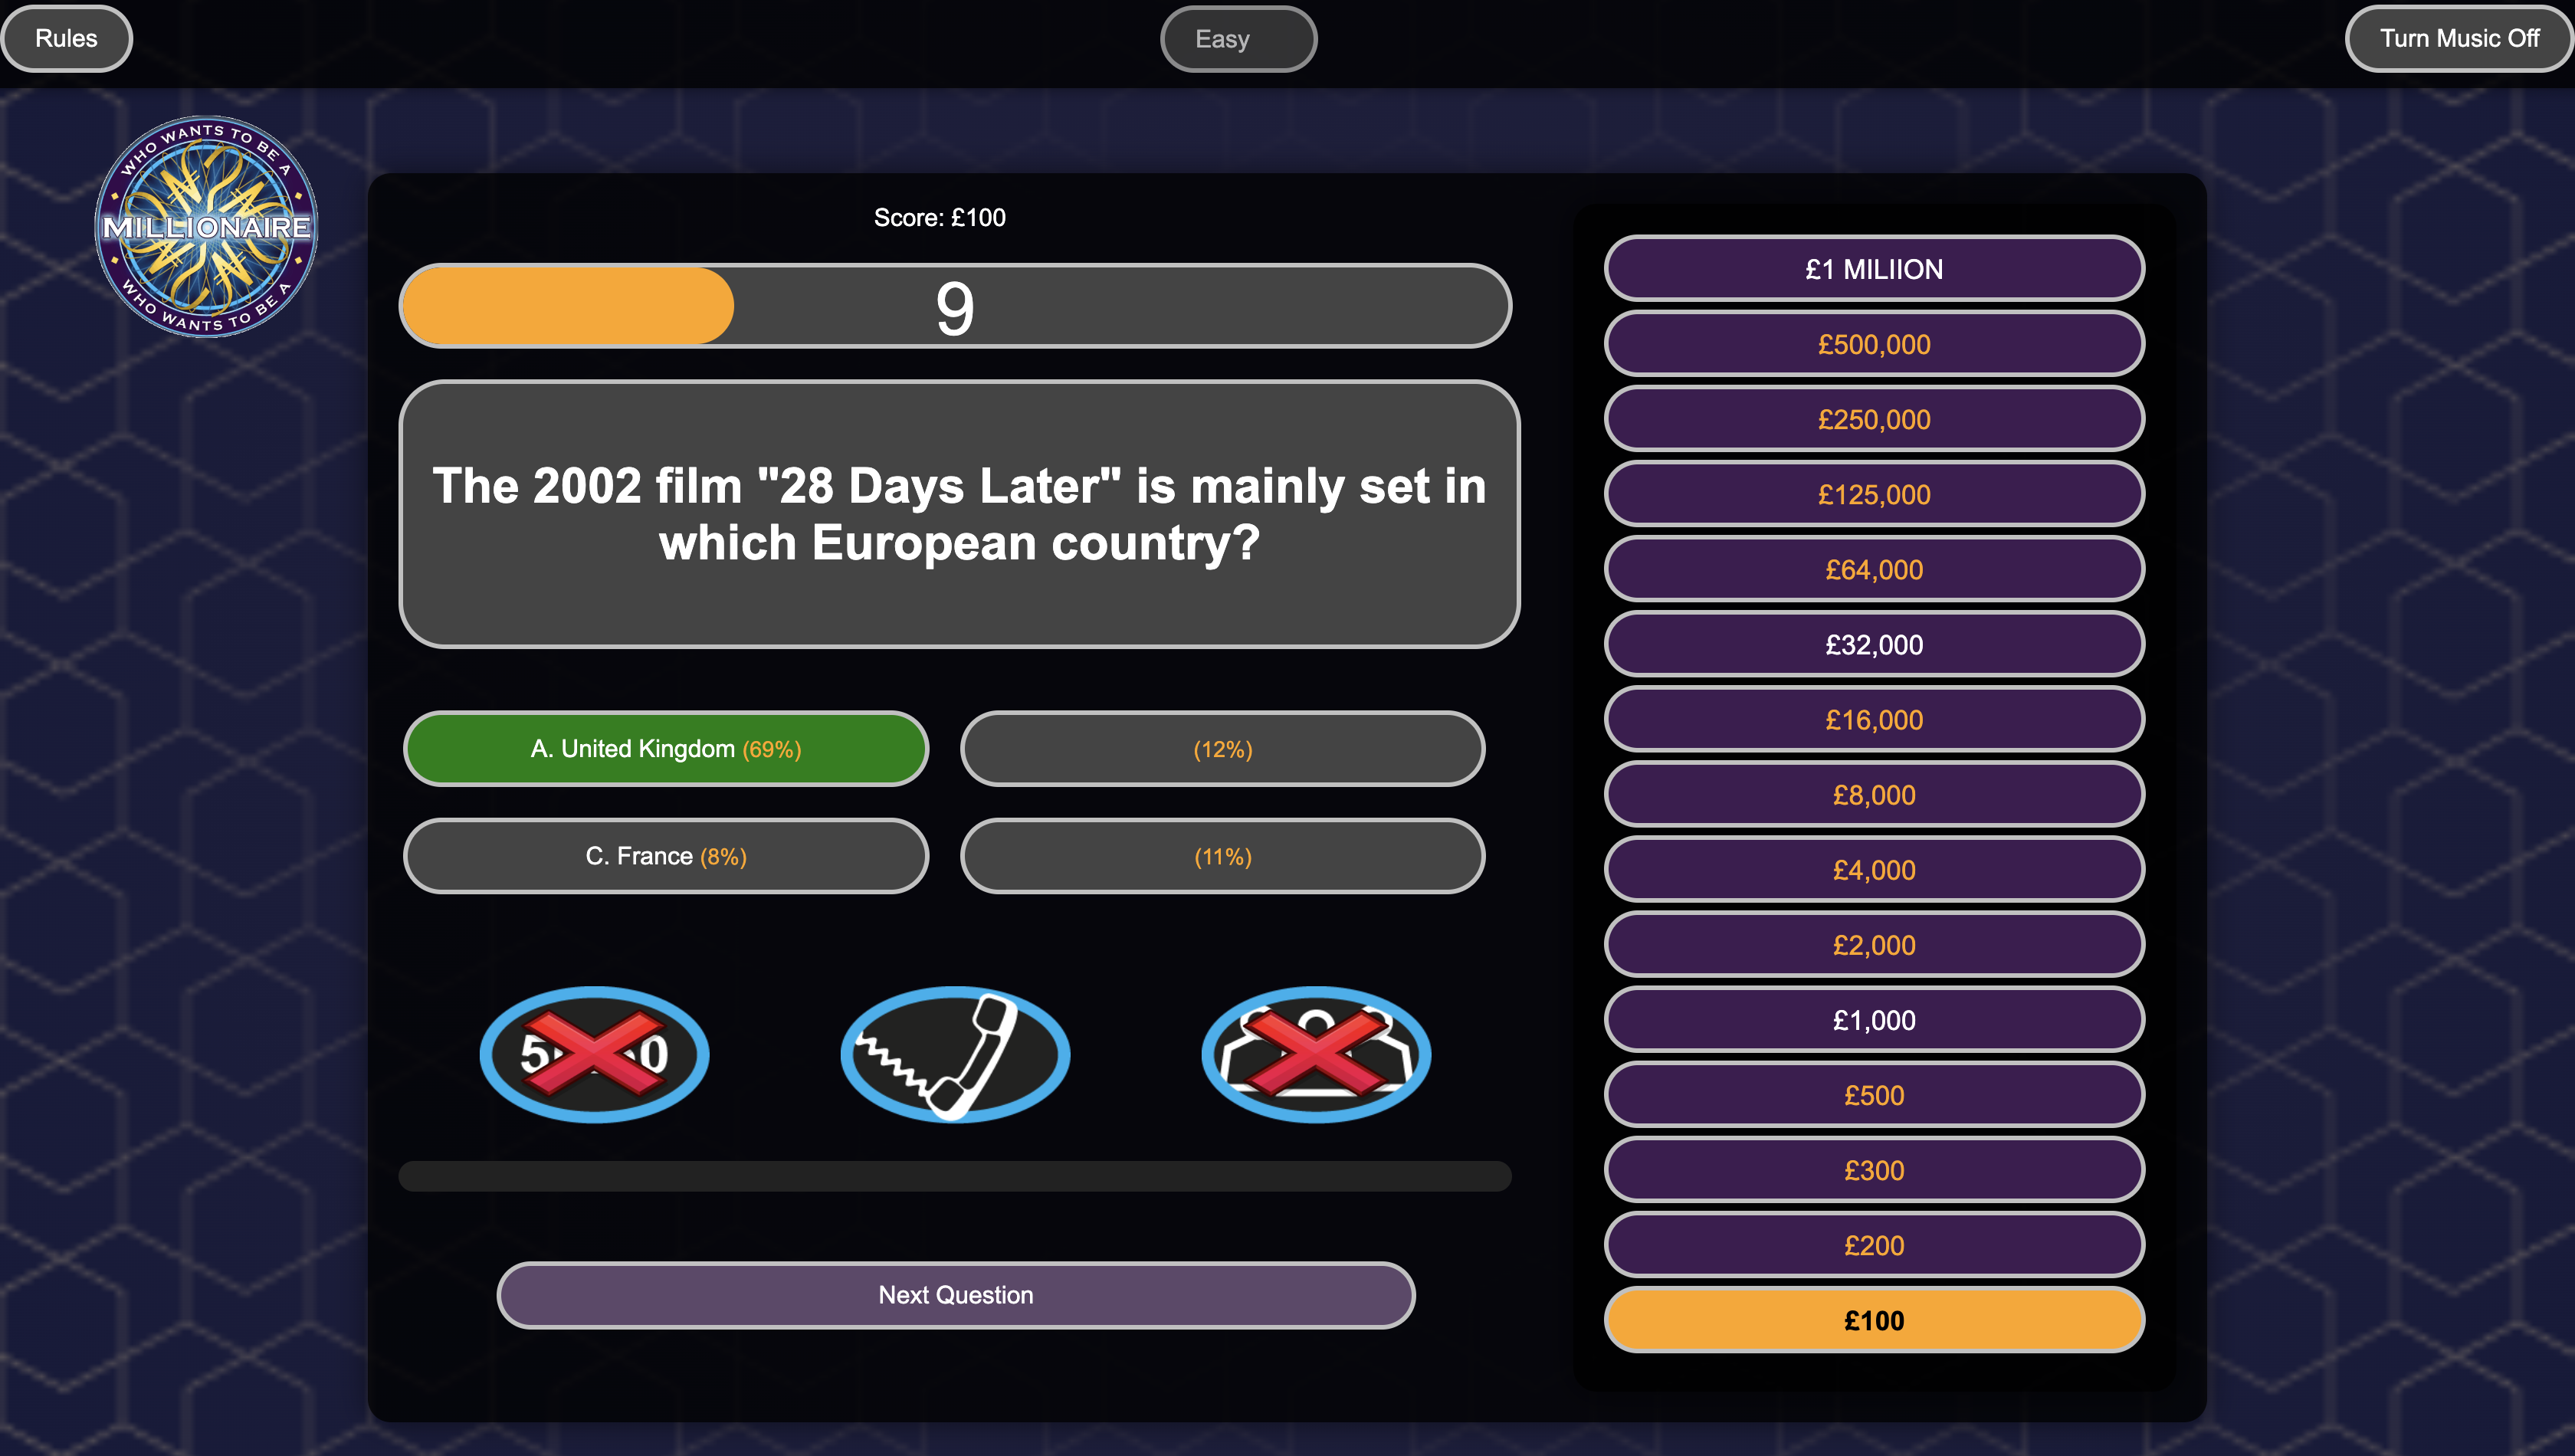 Rules
Easy
Turn Music Off
WHO WANTS TO BE A
MILLIONAIRE
WHO WANTS TO BE A
Score: £100
9
The 2002 film "28 Days Later" is mainly set in
which European country?
A. United Kingdom (69%)
(12%)
C. France (8%)
(11%)
Next Question
£1 MILIION
£500,000
£250,000
£125,000
£64,000
£32,000
£16,000
£8,000
£4,000
£2,000
£1,000
£500
£300
£200
£100